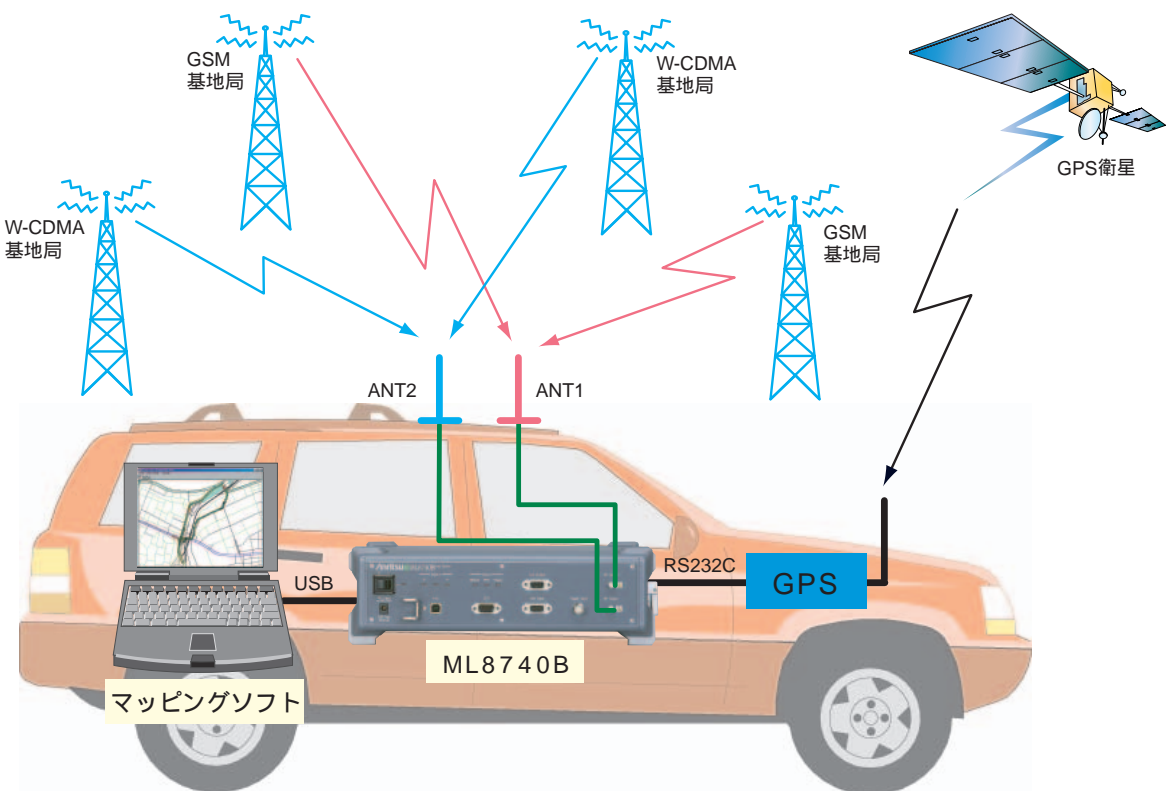 GSM
基地局
W-CDMA
基地局
GPS衛星
W-CDMA
基地局
GSM
基地局
ANT2
ANT1
USB
RS232C
GPS
ML8740B
マッピングソフト